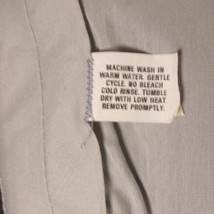 MACHINE WASH IN
WARM WATER. GENTLE
CYCLE. NO BLEACH
COLD RINSE. TUMBLE
DRY WITH LOW HEAT.
REMOVE PROMPTLY.